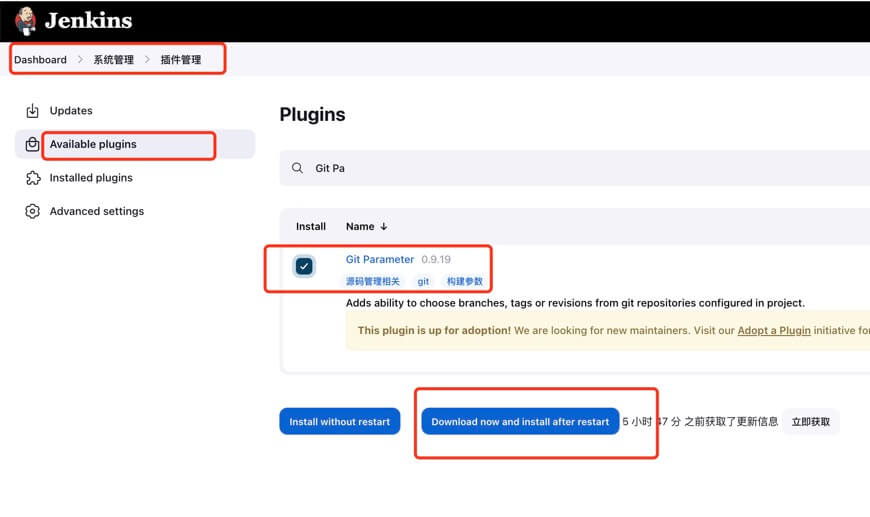 Jenkins
Dashboard > 系统管理 > 插件管理
Updates
Available plugins
Installed plugins
Advanced settings
Plugins
Git Pa
Install Name ↓
Git Parameter 0.9.19
源码管理相关 git 构建参数
Adds ability to choose branches, tags or revisions from git repositories configured in project.
This plugin is up for adoption! We are looking for new maintainers. Visit our Adopt a Plugin initiative fo
Install without restart Download now and install after restart 5 小时 47 分 之前获取了更新信息 立即获取